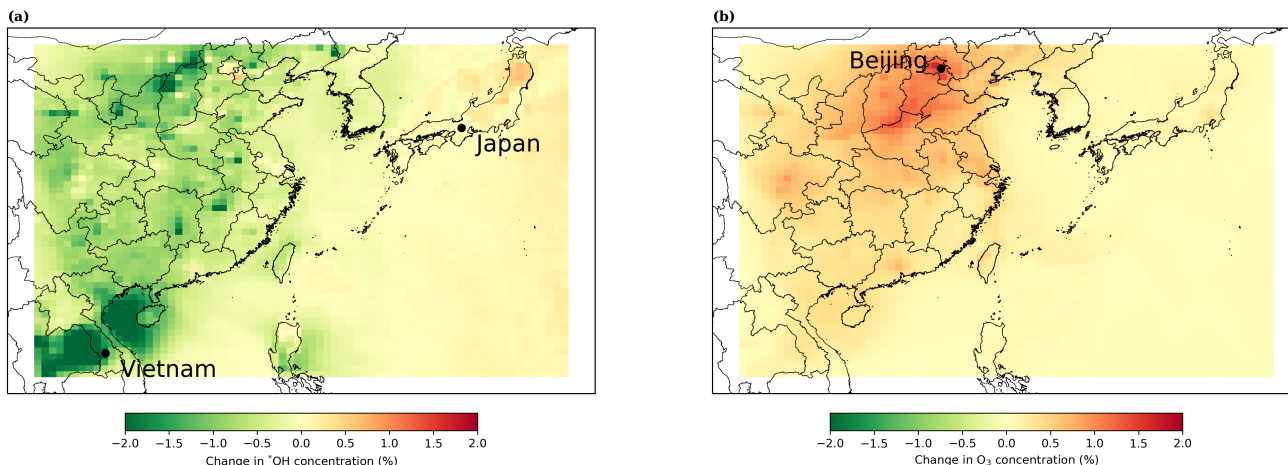 (a)
Japan
Vietnam
−2.0 −1.5 −1.0 −0.5 0.0 0.5 1.0 1.5 2.0
Change in *OH concentration (%)
(b)
Beijing
−2.0 −1.5 −1.0 −0.5 0.0 0.5 1.0 1.5 2.0
Change in O₃ concentration (%)